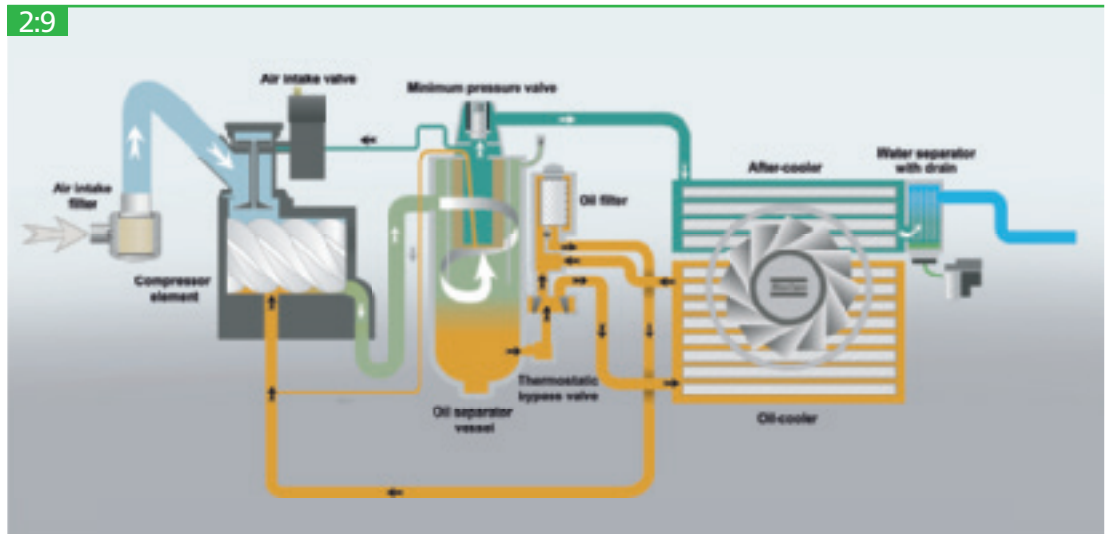 2:9
Air intake valve
Minimum pressure valve
Air intake
filter
Compressor
element
Oil filter
After-cooler
Water separator
with drain
Thermostatic
bypass valve
Oil separator
vessel
Oil-cooler